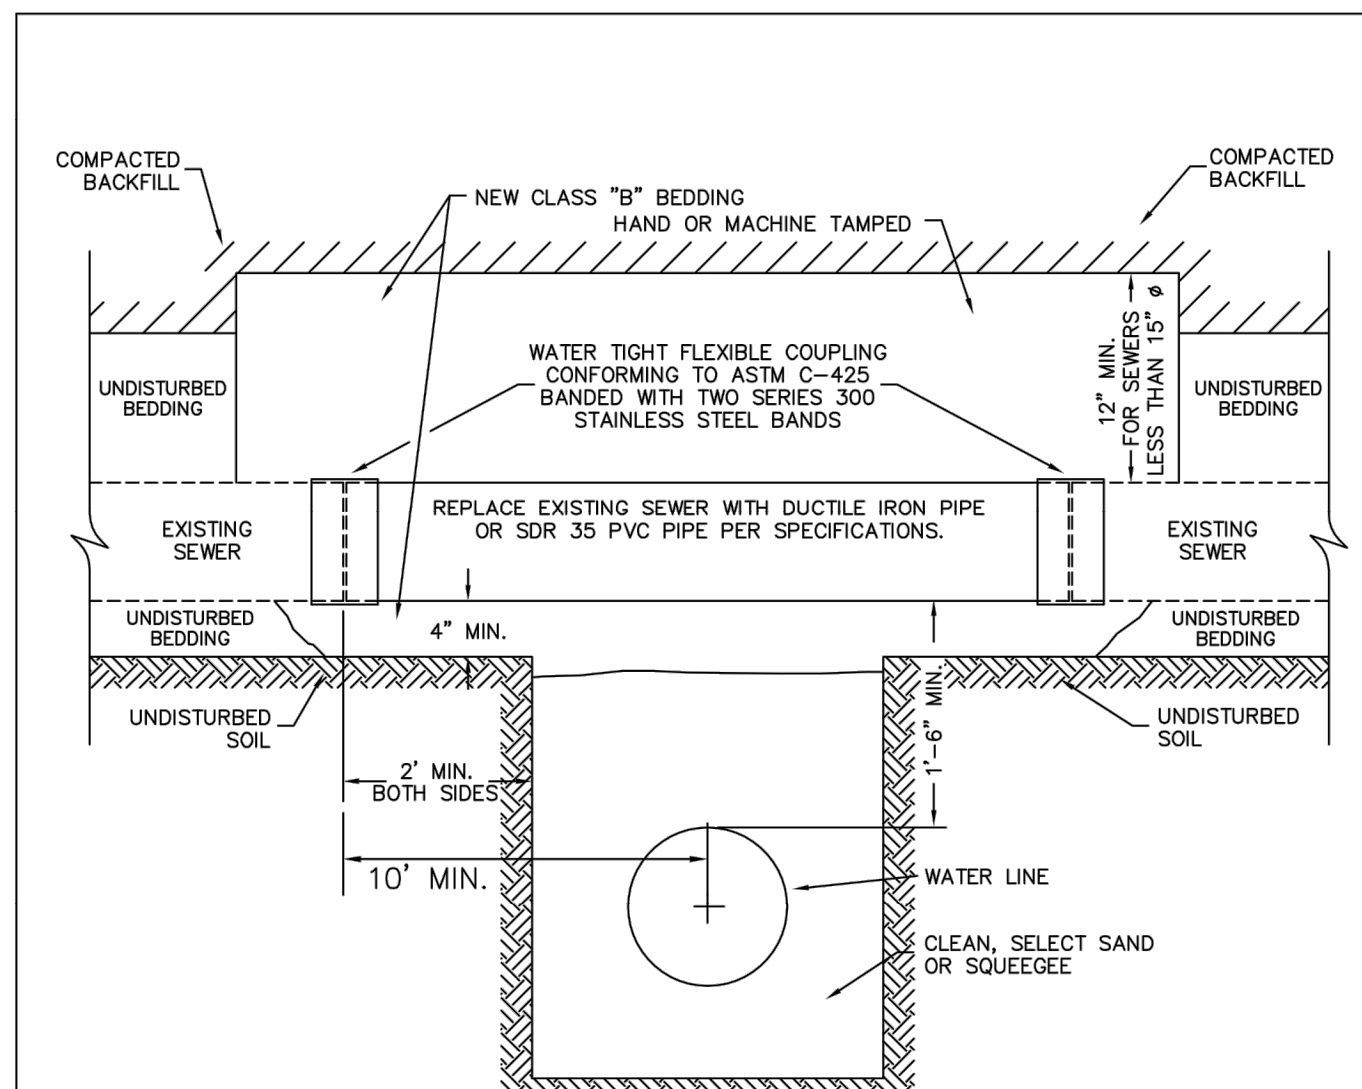 COMPACTED
BACKFILL
COMPACTED
BACKFILL
NEW CLASS "B" BEDDING
HAND OR MACHINE TAMPED
12" MIN.
FOR SEWERS
LESS THAN 15" ø
WATER TIGHT FLEXIBLE COUPLING
CONFORMING TO ASTM C-425
BANDED WITH TWO SERIES 300
STAINLESS STEEL BANDS
UNDISTURBED
BEDDING
UNDISTURBED
BEDDING
REPLACE EXISTING SEWER WITH DUCTILE IRON PIPE
OR SDR 35 PVC PIPE PER SPECIFICATIONS.
EXISTING
SEWER
EXISTING
SEWER
UNDISTURBED
BEDDING
4" MIN.
UNDISTURBED
BEDDING
UNDISTURBED
SOIL
1'-6" MIN.
UNDISTURBED
SOIL
2' MIN.
BOTH SIDES
10' MIN.
WATER LINE
CLEAN, SELECT SAND
OR SQUEEGEE